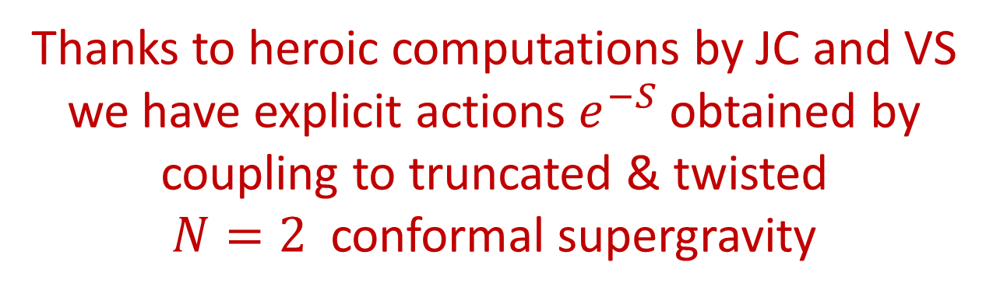 Thanks to heroic computations by JC and VS
we have explicit actions $e^{-S}$ obtained by
coupling to truncated & twisted
$N = 2$ conformal supergravity